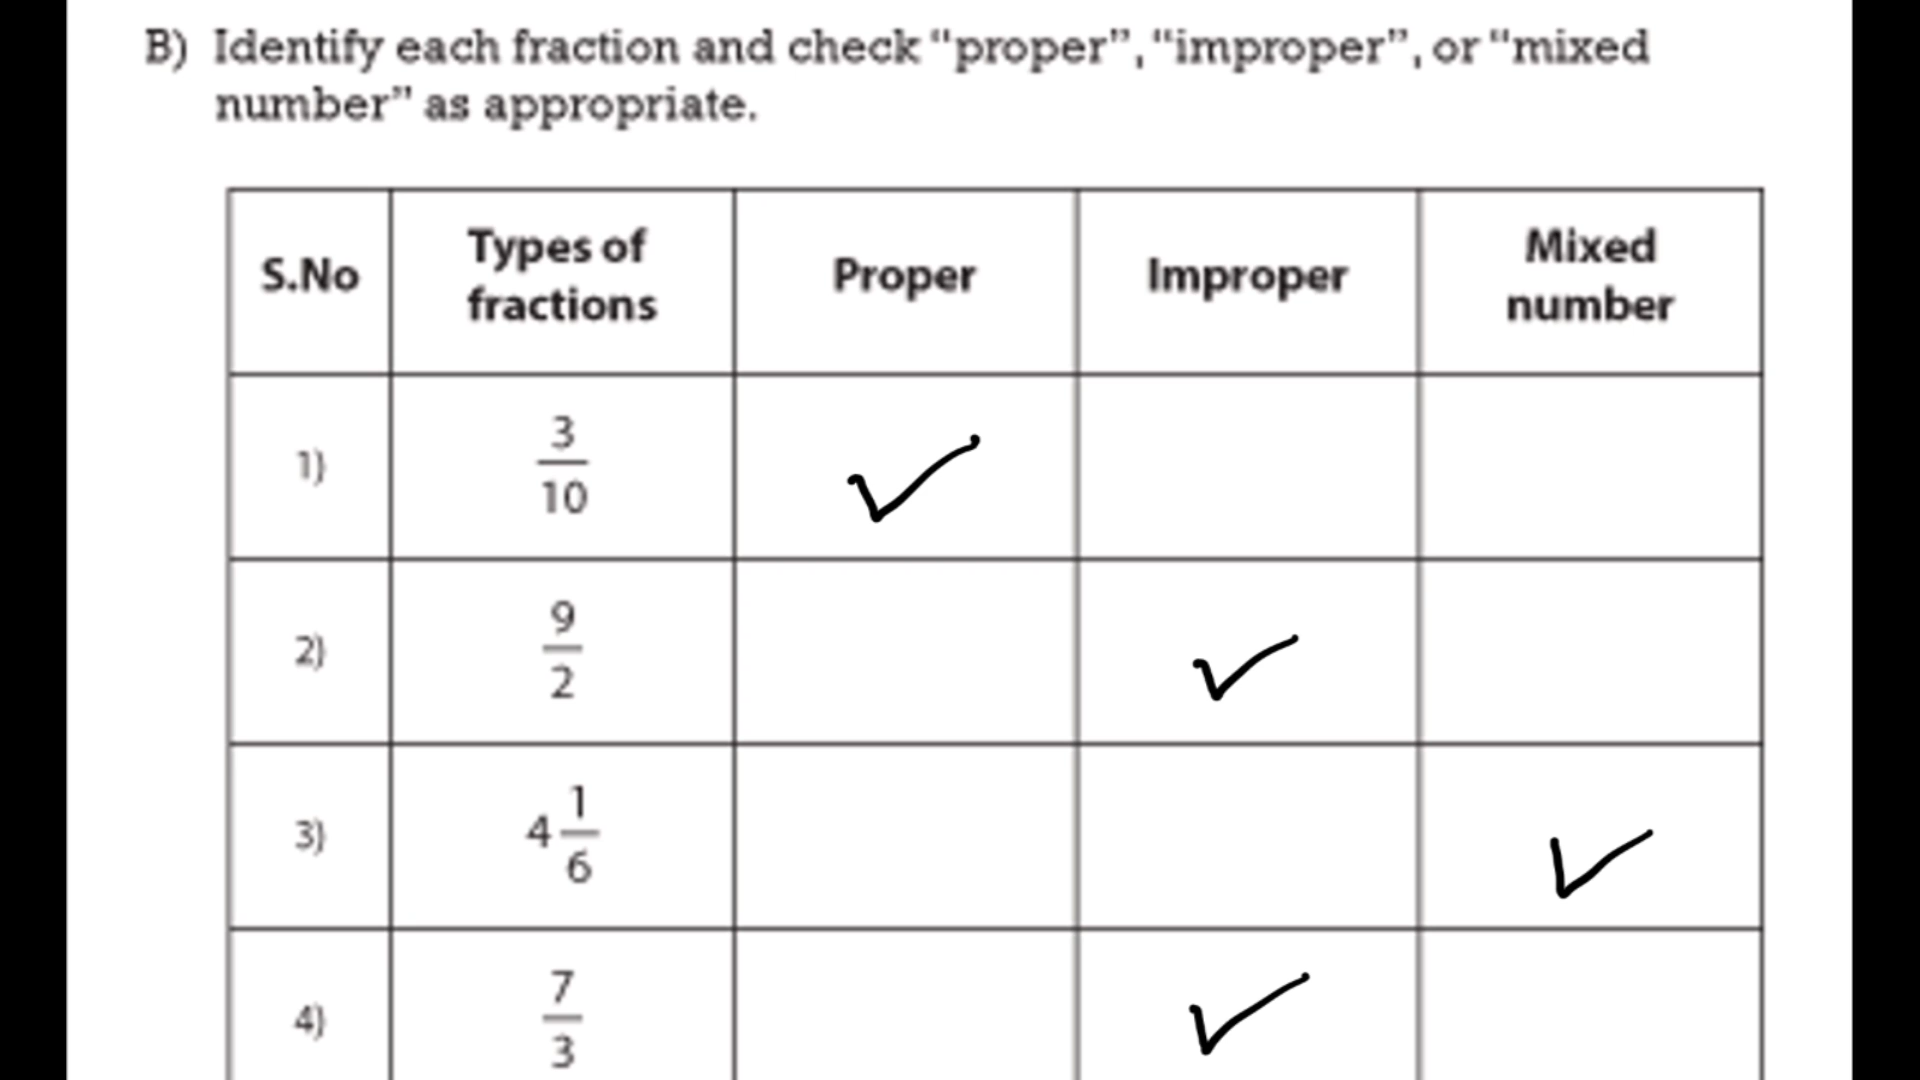 B) Identify each fraction and check “proper”, “improper”, or “mixed
number” as appropriate.
S.No Types of fractions Proper Improper Mixed number
1) 3/10 ✓
2) 9/2 ✓
3) 4 1/6 ✓
4) 7/3 ✓